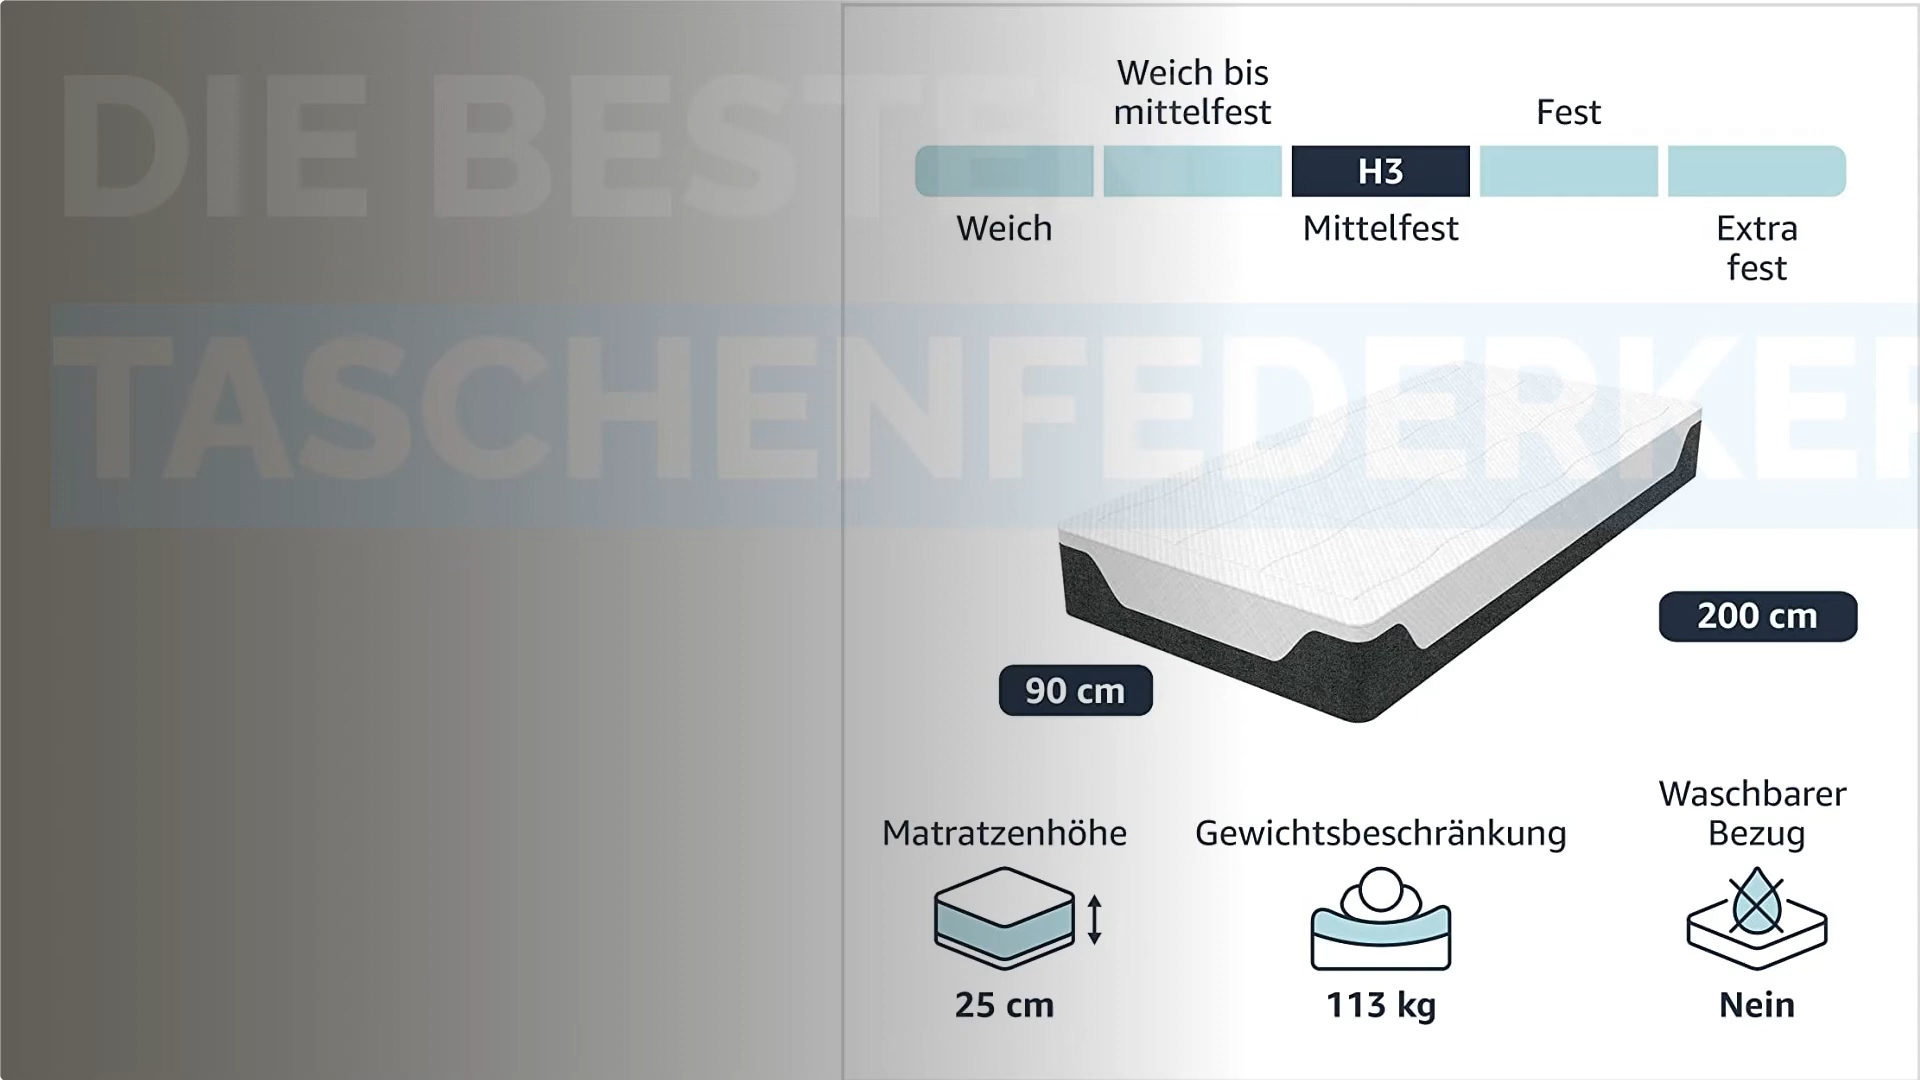 DIE BESTE
TASCHENFEDERKER
Weich bis
mittelfest
Fest
H3
Weich
Mittelfest
Extra
fest
200 cm
90 cm
Matratzenhöhe
Gewichtsbeschränkung
Waschbarer
Bezug
25 cm
113 kg
Nein